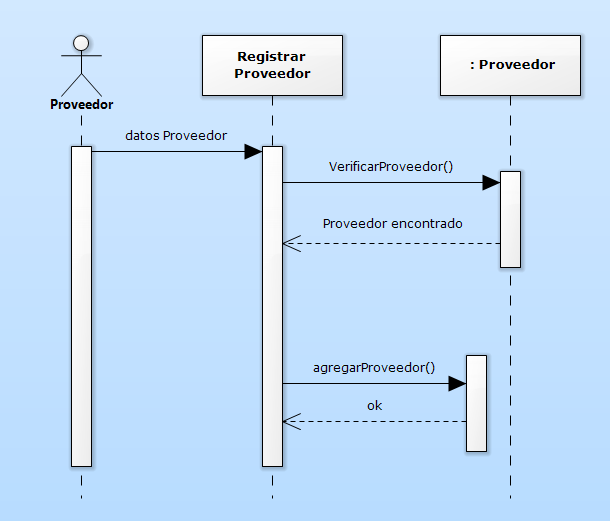 Registrar
Proveedor
: Proveedor
Proveedor
datos Proveedor
VerificarProveedor()
Proveedor encontrado
agregarProveedor()
ok